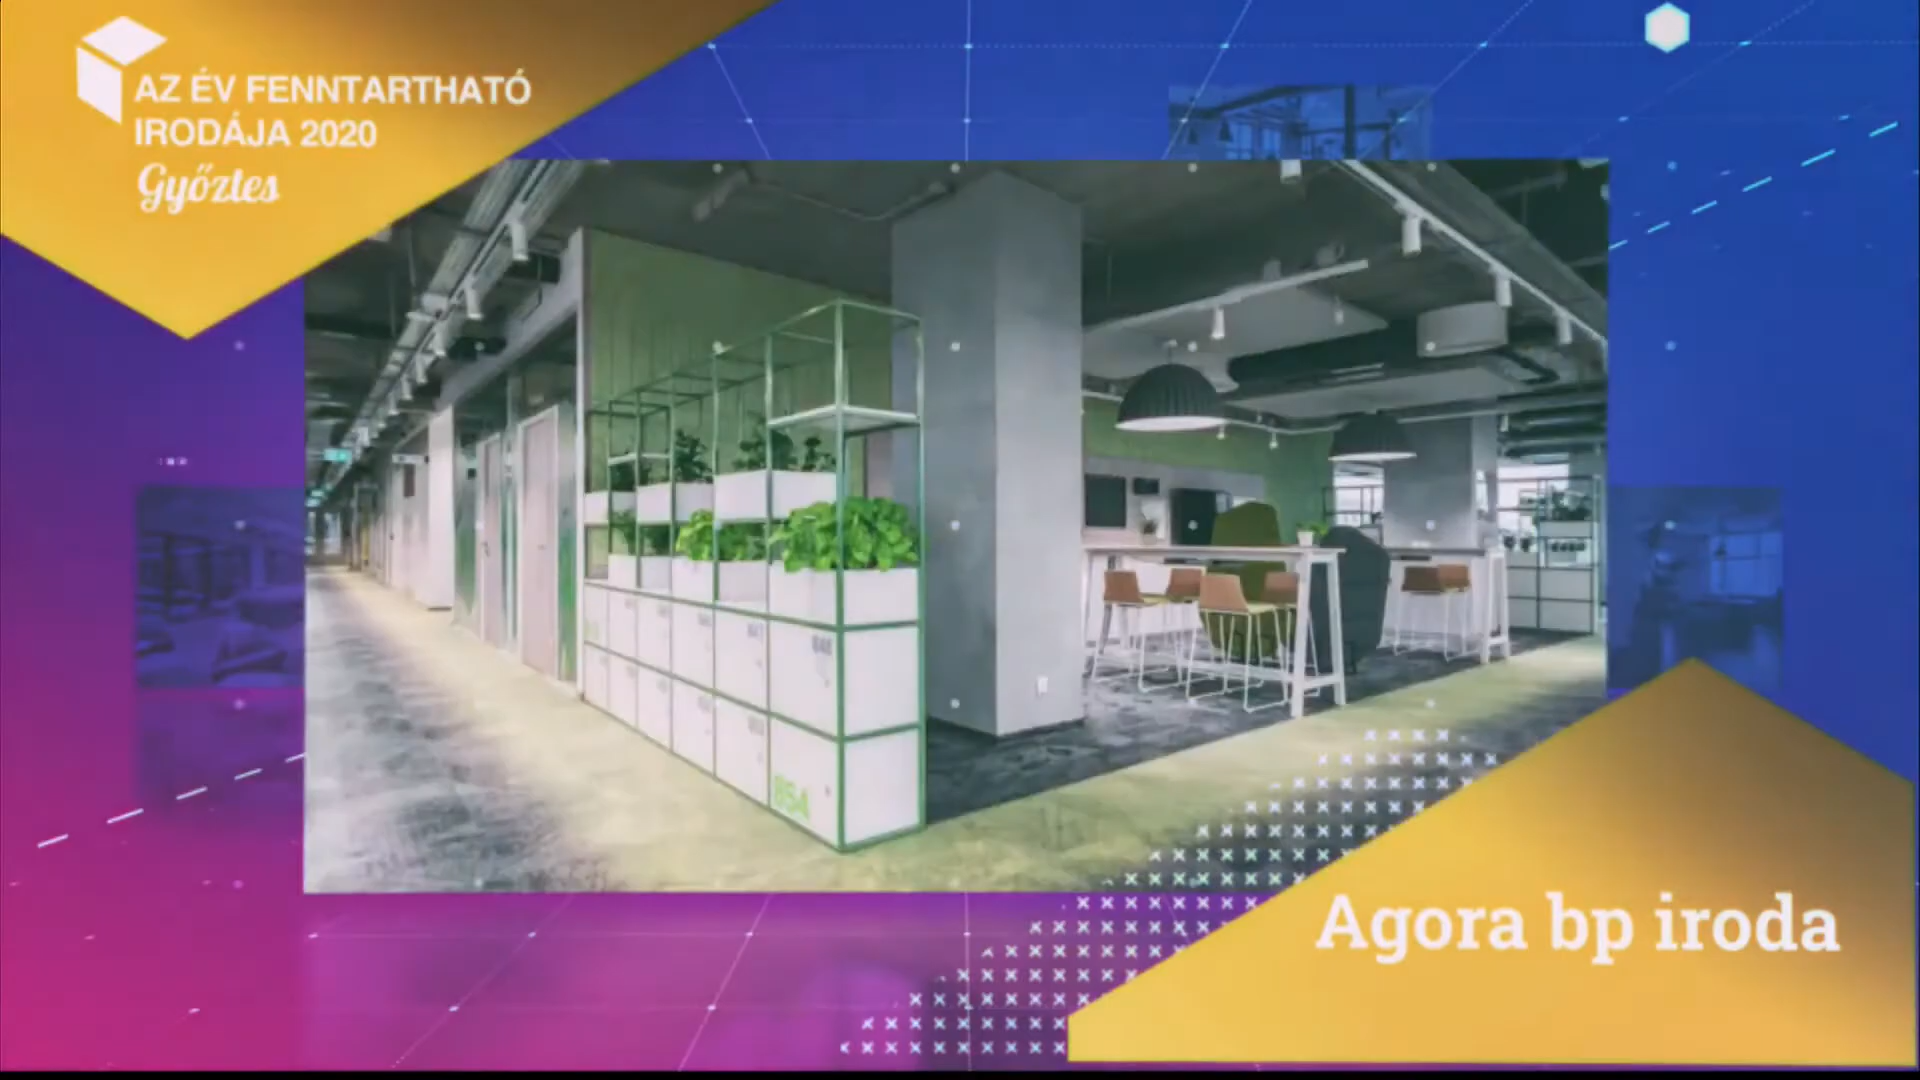 AZ ÉV FENNTARTHATÓ
IRODÁJA 2020
Győztes
Agora bp iroda